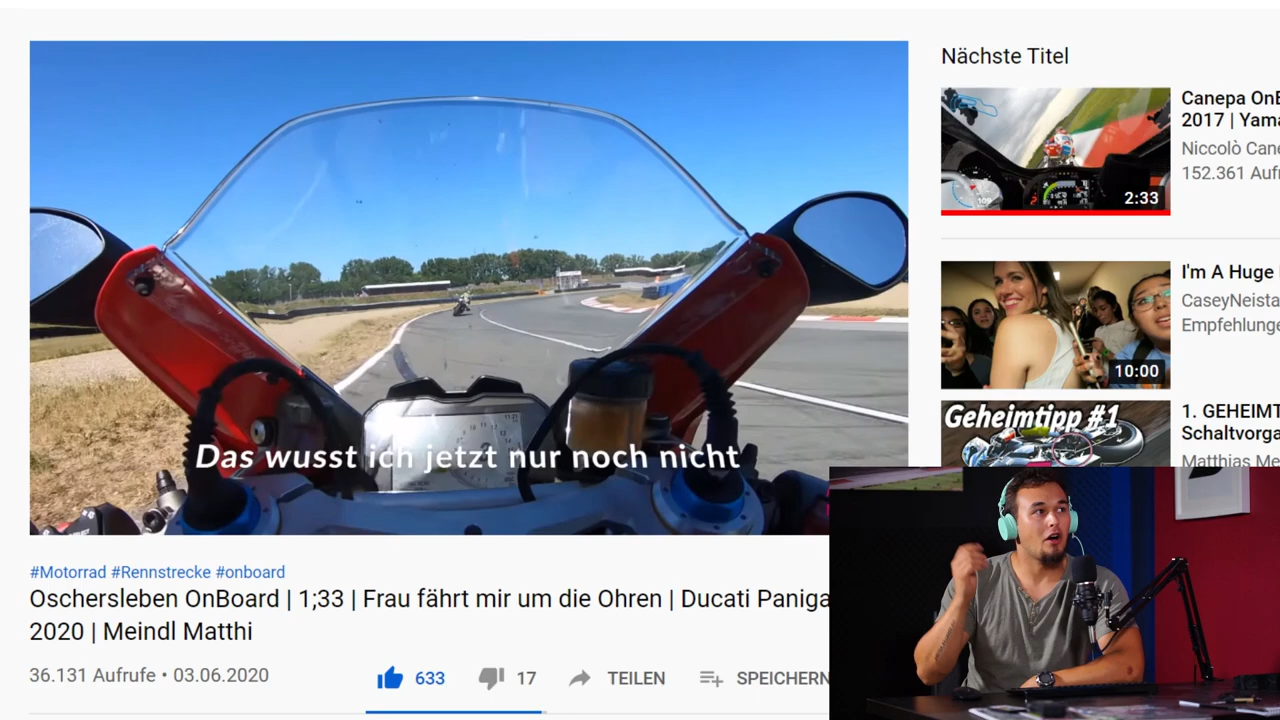 Nächste Titel
Canepa OnB
2017 | Yama
Niccolò Cane
152.361 Aufr
2:33
I'm A Huge
CaseyNeista
Empfehlunge
10:00
Geheimtipp #1
1. GEHEIMT
Schaltvorga
Matthias Me
Das wusst ich jetzt nur noch nicht
#Motorrad #Rennstrecke #onboard
Oschersleben OnBoard | 1;33 | Frau fährt mir um die Ohren | Ducati Paniga
2020 | Meindl Matthi
36.131 Aufrufe • 03.06.2020
633
17
TEILEN
SPEICHERN